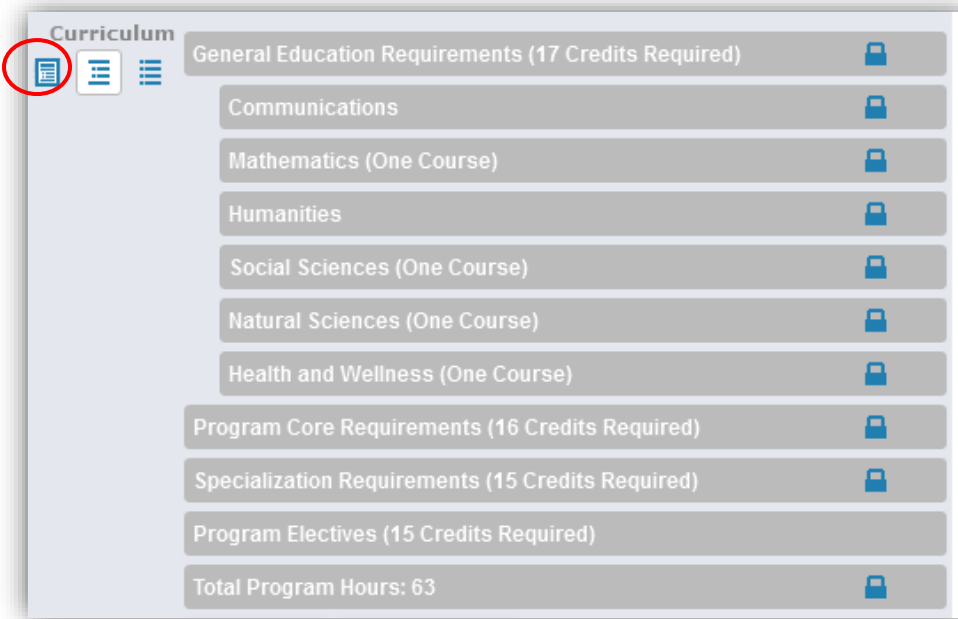 Curriculum
General Education Requirements (17 Credits Required)
Communications
Mathematics (One Course)
Humanities
Social Sciences (One Course)
Natural Sciences (One Course)
Health and Wellness (One Course)
Program Core Requirements (16 Credits Required)
Specialization Requirements (15 Credits Required)
Program Electives (15 Credits Required)
Total Program Hours: 63